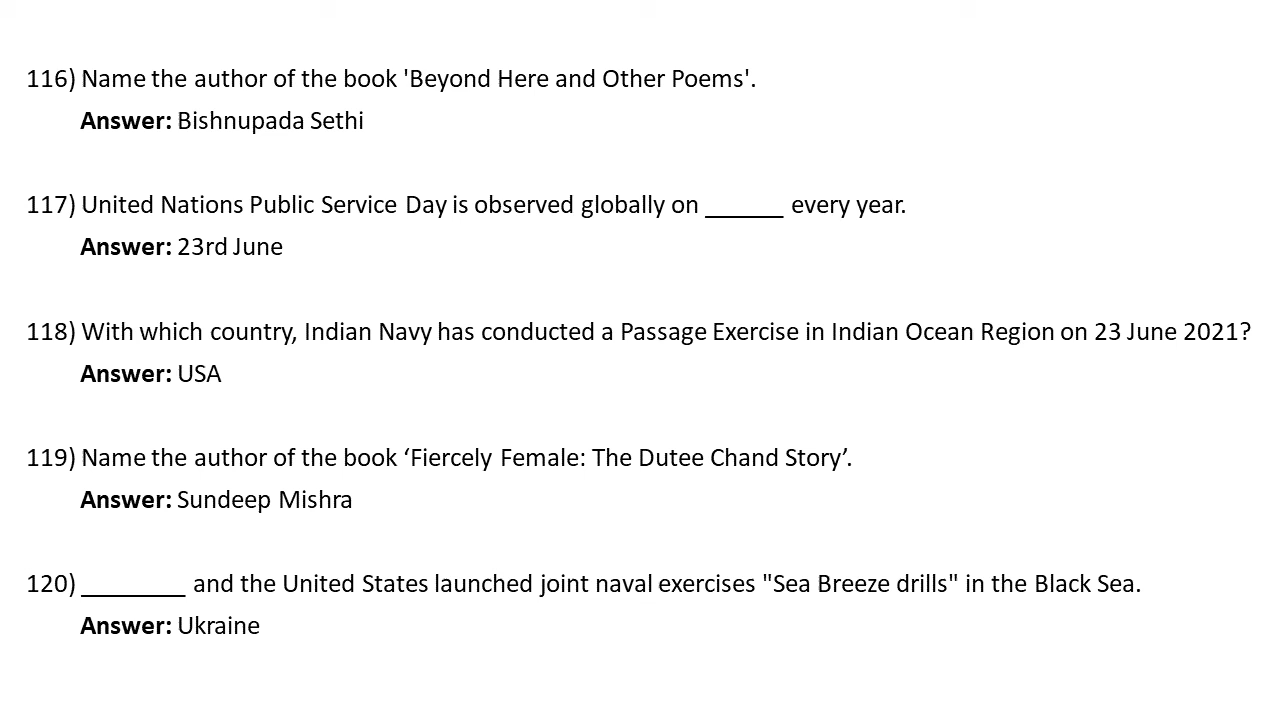 116) Name the author of the book 'Beyond Here and Other Poems'.
Answer: Bishnupada Sethi
117) United Nations Public Service Day is observed globally on ______ every year.
Answer: 23rd June
118) With which country, Indian Navy has conducted a Passage Exercise in Indian Ocean Region on 23 June 2021?
Answer: USA
119) Name the author of the book ‘Fiercely Female: The Dutee Chand Story’.
Answer: Sundeep Mishra
120) ________ and the United States launched joint naval exercises "Sea Breeze drills" in the Black Sea.
Answer: Ukraine